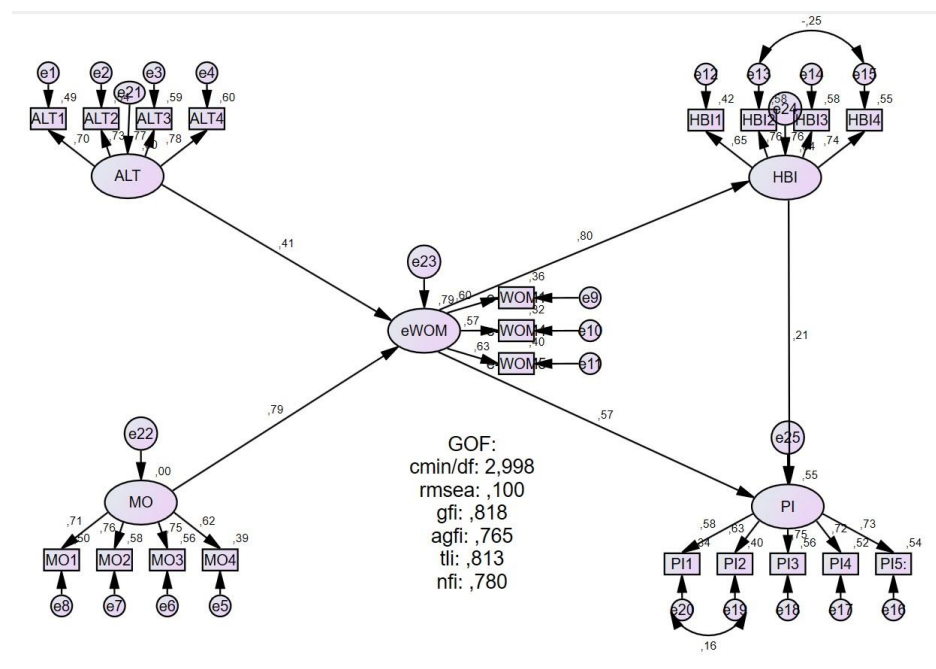 -,25
e1 e2 e3 e4
e21
,49 ,59 ,60
ALT1 ALT2 ALT3 ALT4
,70 ,73 ,77 ,78
ALT
e12 e13 e14 e15
e24
,42 ,58 ,58 ,55
HBI1 HBI2 HBI3 HBI4
,65 ,76 ,76 ,74
HBI
,41
,80
e23
,79 ,60 ,36
e9
eWOM
,57 ,32
e10
,63 ,40
e11
,21
,79
,57
e22
,00
MO
,71 ,76 ,75 ,62
,50 ,58 ,56 ,39
MO1 MO2 MO3 MO4
e8 e7 e6 e5
GOF:
cmin/df: 2,998
rmsea: ,100
gfi: ,818
agfi: ,765
tli: ,813
nfi: ,780
e25
,55
PI
,58 ,63 ,75 ,72 ,73
,40 ,56 ,52 ,54
PI1 PI2 PI3 PI4 PI5:
e20 e19 e18 e17 e16
,16